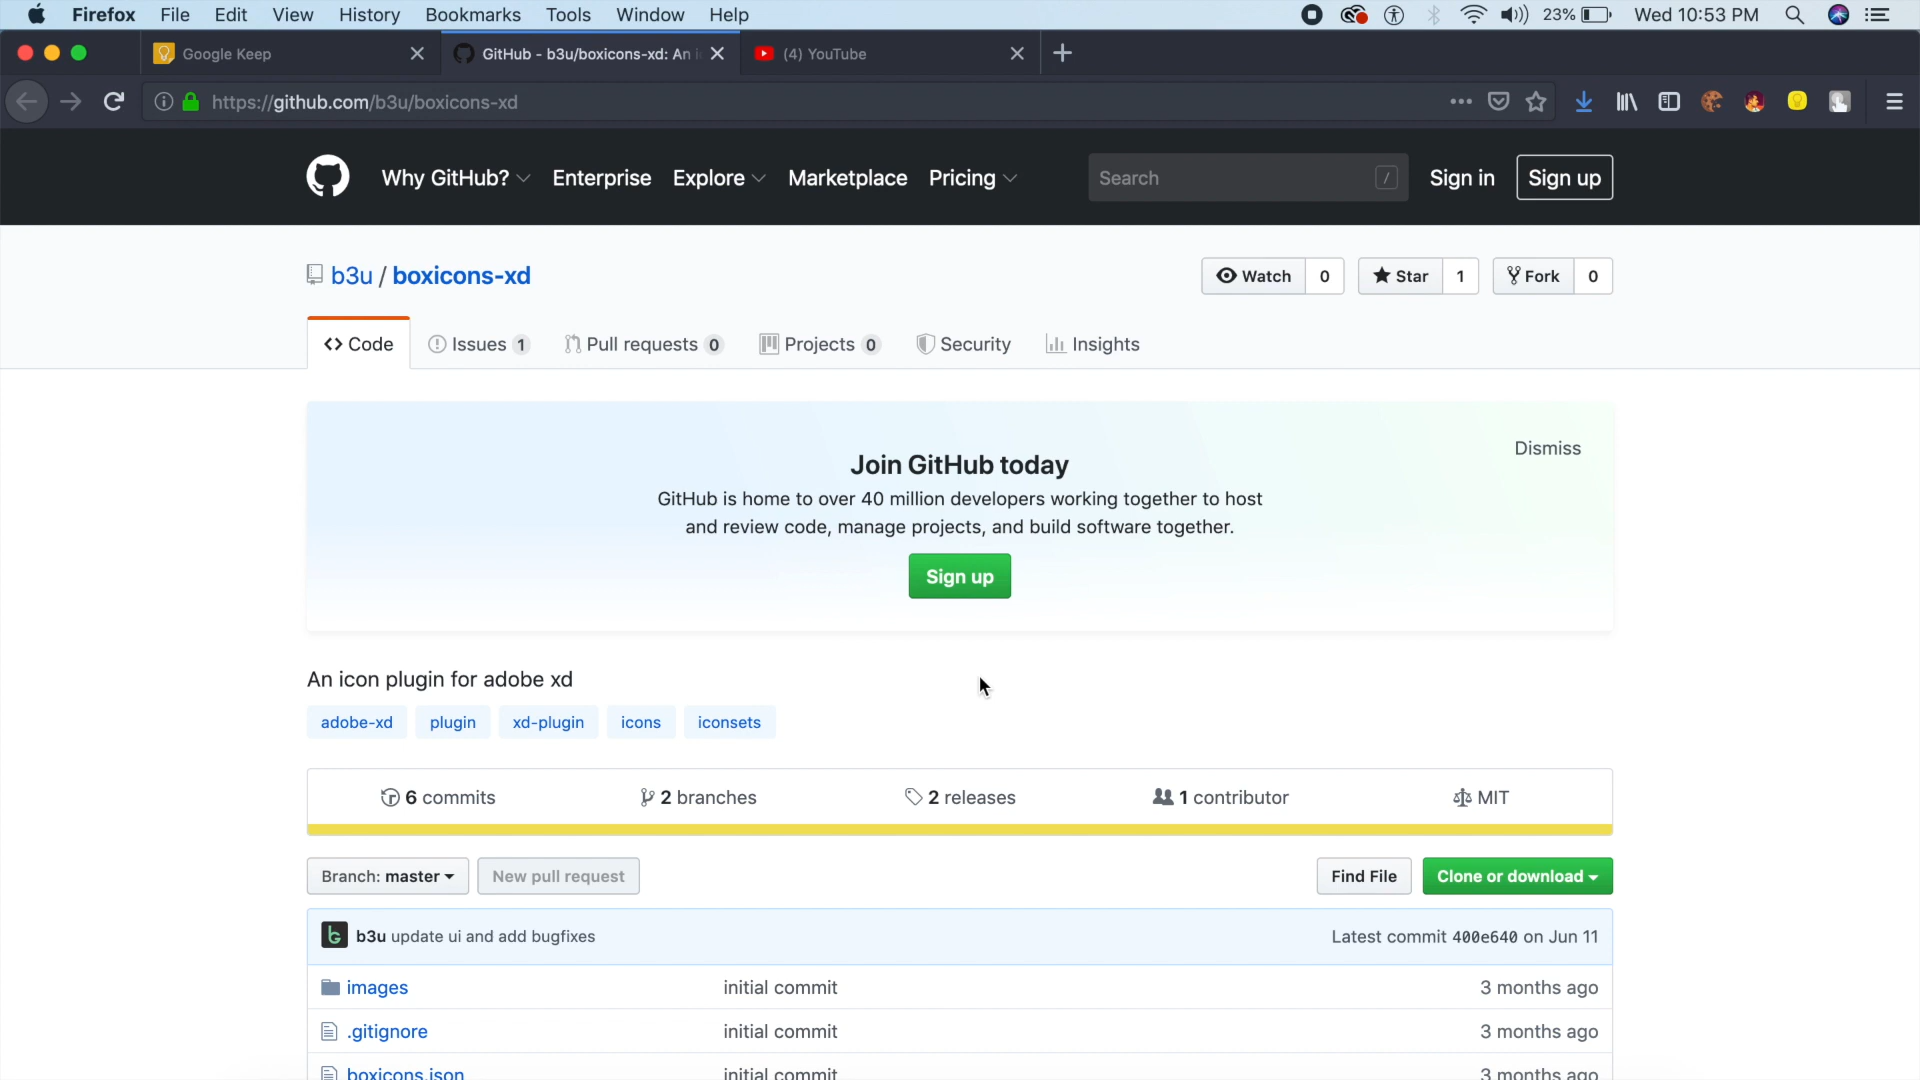 Firefox File Edit View History Bookmarks Tools Window Help 23% Wed 10:53 PM
Google Keep GitHub - b3u/boxicons-xd: An i (4) YouTube
https://github.com/b3u/boxicons-xd
Why GitHub? Enterprise Explore Marketplace Pricing Search / Sign in Sign up
b3u / boxicons-xd Watch 0 Star 1 Fork 0
Code Issues 1 Pull requests 0 Projects 0 Security Insights
Dismiss
Join GitHub today
GitHub is home to over 40 million developers working together to host
and review code, manage projects, and build software together.
Sign up
An icon plugin for adobe xd
adobe-xd plugin xd-plugin icons iconsets
6 commits 2 branches 2 releases 1 contributor MIT
Branch: master New pull request Find File Clone or download
b3u update ui and add bugfixes Latest commit 400e640 on Jun 11
images initial commit 3 months ago
.gitignore initial commit 3 months ago
boxicons.json initial commit 3 months ago